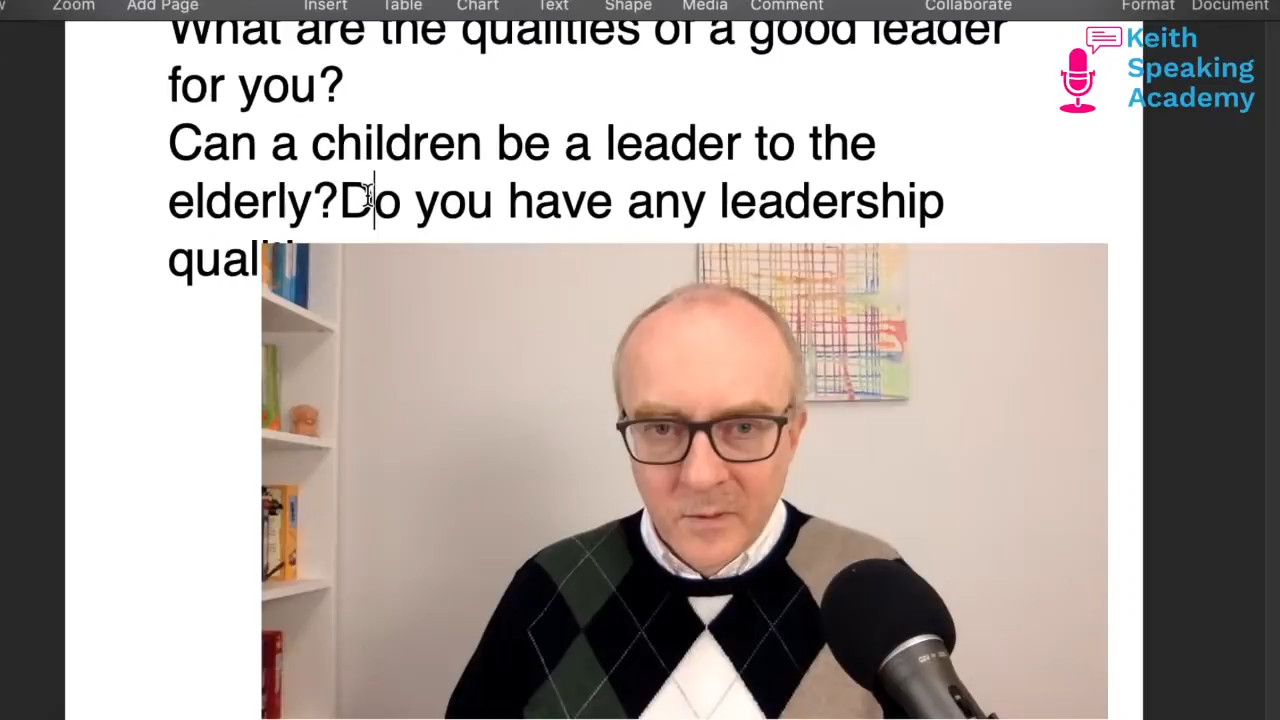 Zoom Add Page Insert Table Chart Text Shape Media Comment Collaborate Format Document
What are the qualities of a good leader
for you?
Can a children be a leader to the
elderly?Do you have any leadership
Keith
Speaking
Academy